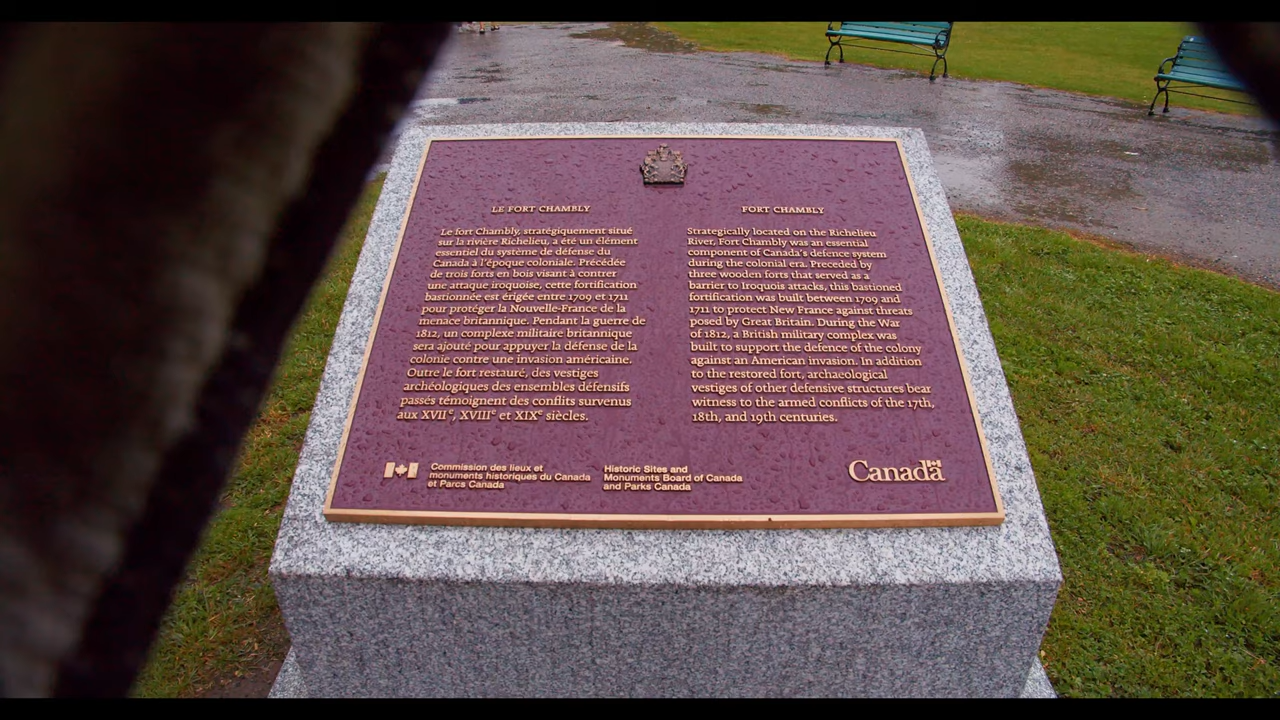 LE FORT CHAMBLY
Le fort Chambly, stratégiquement situé
sur la rivière Richelieu, a été un élément
essentiel du système de défense du
Canada à l'époque coloniale. Précédée
de trois forts en bois visant à contrer
une attaque iroquoise, cette fortification
bastionnée est érigée entre 1709 et 1711
pour protéger la Nouvelle-France de la
menace britannique. Pendant la guerre de
1812, un complexe militaire britannique
sera ajouté pour appuyer la défense de la
colonie contre une invasion américaine.
Outre le fort restauré, des vestiges
archéologiques des ensembles défensifs
passés témoignent des conflits survenus
aux XVIIe, XVIIIe et XIXe siècles.
FORT CHAMBLY
Strategically located on the Richelieu
River, Fort Chambly was an essential
component of Canada's defence system
during the colonial era. Preceded by
three wooden forts that served as a
barrier to Iroquois attacks, this bastioned
fortification was built between 1709 and
1711 to protect New France against threats
posed by Great Britain. During the War
of 1812, a British military complex was
built to support the defence of the colony
against an American invasion. In addition
to the restored fort, archaeological
vestiges of other defensive structures bear
witness to the armed conflicts of the 17th,
18th, and 19th centuries.
Commission des lieux et
monuments historiques du Canada
et Parcs Canada
Historic Sites and
Monuments Board of Canada
and Parks Canada
Canada